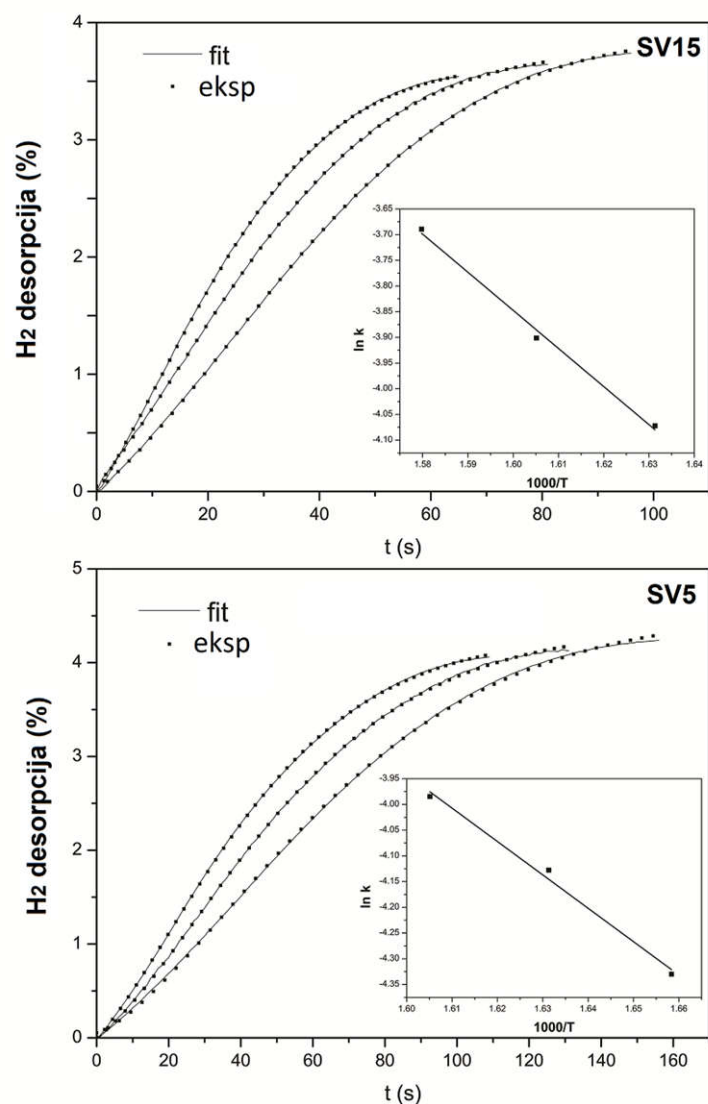 SV15
fit
eksp
H2 desorpcija (%)
4
3
2
1
0
0 20 40 60 80 100
t (s)
ln k
-3.65
-3.70
-3.75
-3.80
-3.85
-3.90
-3.95
-4.00
-4.05
-4.10
1.58 1.59 1.60 1.61 1.62 1.63 1.64
1000/T
SV5
fit
eksp
H2 desorpcija (%)
5
4
3
2
1
0
0 20 40 60 80 100 120 140 160
t (s)
ln k
-3.95
-4.00
-4.05
-4.10
-4.15
-4.20
-4.25
-4.30
-4.35
1.60 1.61 1.62 1.63 1.64 1.65 1.66
1000/T